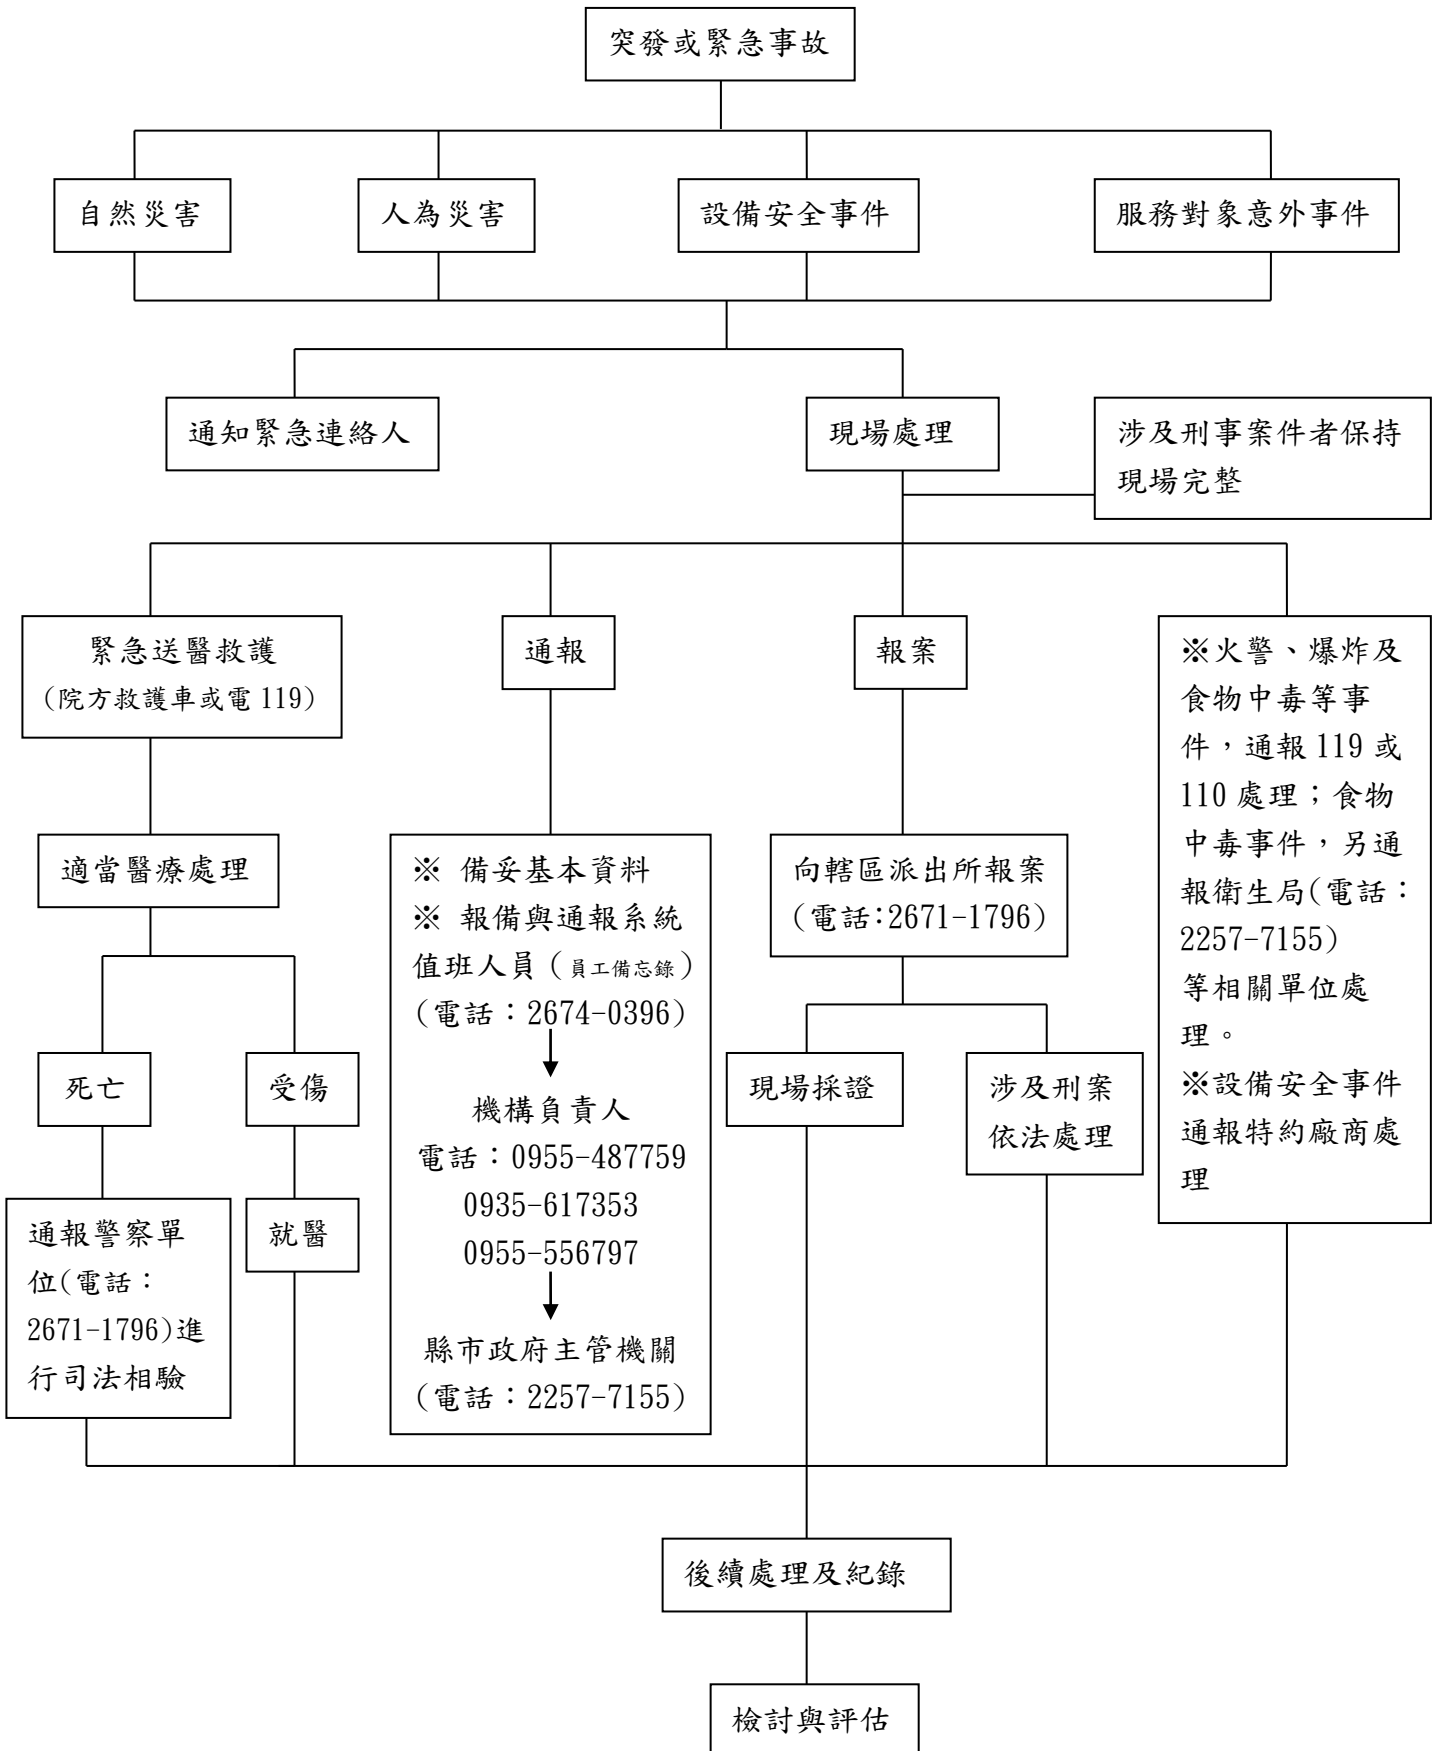 突發或緊急事故
自然災害
人為災害
設備安全事件
服務對象意外事件
通知緊急連絡人
現場處理
涉及刑事案件者保持
現場完整
緊急送醫救護
(院方救護車或電 119)
通報
報案
※火警、爆炸及
食物中毒等事
件，通報 119 或
110 處理；食物
中毒事件，另通
報衛生局(電話：
2257-7155)
等相關單位處
理。
※設備安全事件
通報特約廠商處
理
適當醫療處理
※ 備妥基本資料
※ 報備與通報系統
值班人員（員工備忘錄）
(電話：2674-0396)
機構負責人
電話：0955-487759
0935-617353
0955-556797
縣市政府主管機關
(電話：2257-7155)
向轄區派出所報案
(電話:2671-1796)
死亡
受傷
現場採證
涉及刑案
依法處理
通報警察單
位(電話：
2671-1796)進
行司法相驗
就醫
後續處理及紀錄
檢討與評估